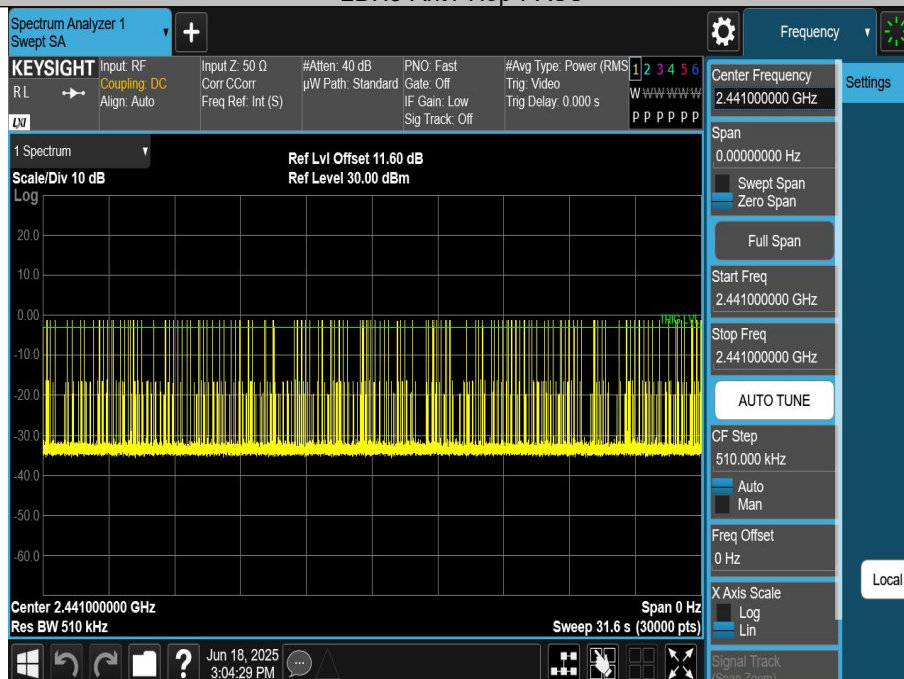 Spectrum Analyzer 1
Swept SA
Frequency
KEYSIGHT
RL
LXI
Input: RF
Coupling: DC
Align: Auto
Input Z: 50 Ω
Corr CCorr
Freq Ref: Int (S)
#Atten: 40 dB
µW Path: Standard
PNO: Fast
Gate: Off
IF Gain: Low
Sig Track: Off
#Avg Type: Power (RMS
Trig: Video
Trig Delay: 0.000 s
1 2 3 4 5 6
W W W W W W
P P P P P P
Center Frequency
2.441000000 GHz
Settings
Span
0.00000000 Hz
Swept Span
Zero Span
Full Span
Start Freq
2.441000000 GHz
Stop Freq
2.441000000 GHz
AUTO TUNE
CF Step
510.000 kHz
Auto
Man
Freq Offset
0 Hz
X Axis Scale
Log
Lin
Signal Track
(Span Zoom)
Local
1 Spectrum
Scale/Div 10 dB
Ref Lvl Offset 11.60 dB
Ref Level 30.00 dBm
Log
20.0
10.0
0.00
TRIG LVL
-10.0
-20.0
-30.0
-40.0
-50.0
-60.0
Center 2.441000000 GHz
Span 0 Hz
Res BW 510 kHz
Sweep 31.6 s (30000 pts)
?
Jun 18, 2025
3:04:29 PM